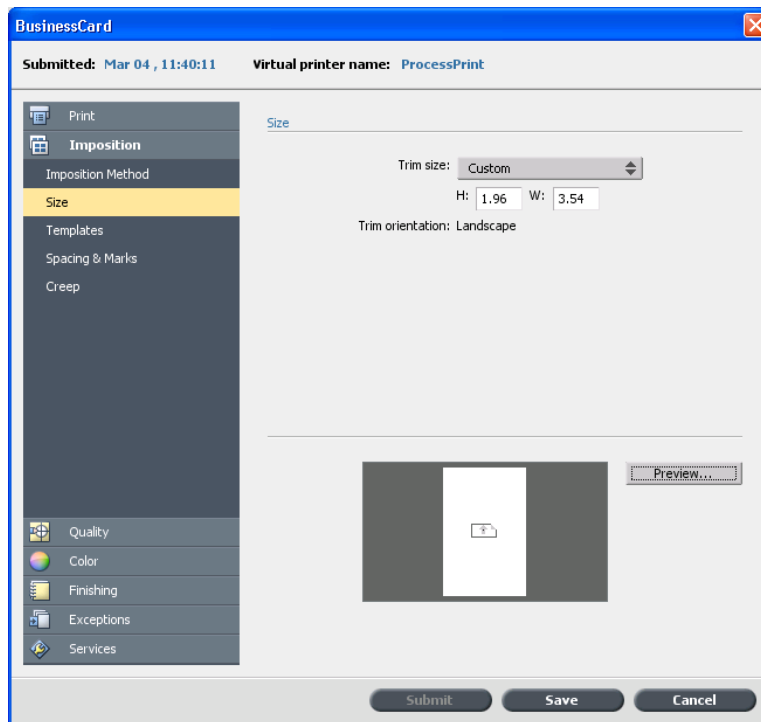 BusinessCard
Submitted: Mar 04 , 11:40:11 Virtual printer name: ProcessPrint
Print
Imposition
Imposition Method
Size
Templates
Spacing & Marks
Creep
Quality
Color
Finishing
Exceptions
Services
Size
Trim size: Custom
H: 1.96 W: 3.54
Trim orientation: Landscape
Preview...
Submit Save Cancel